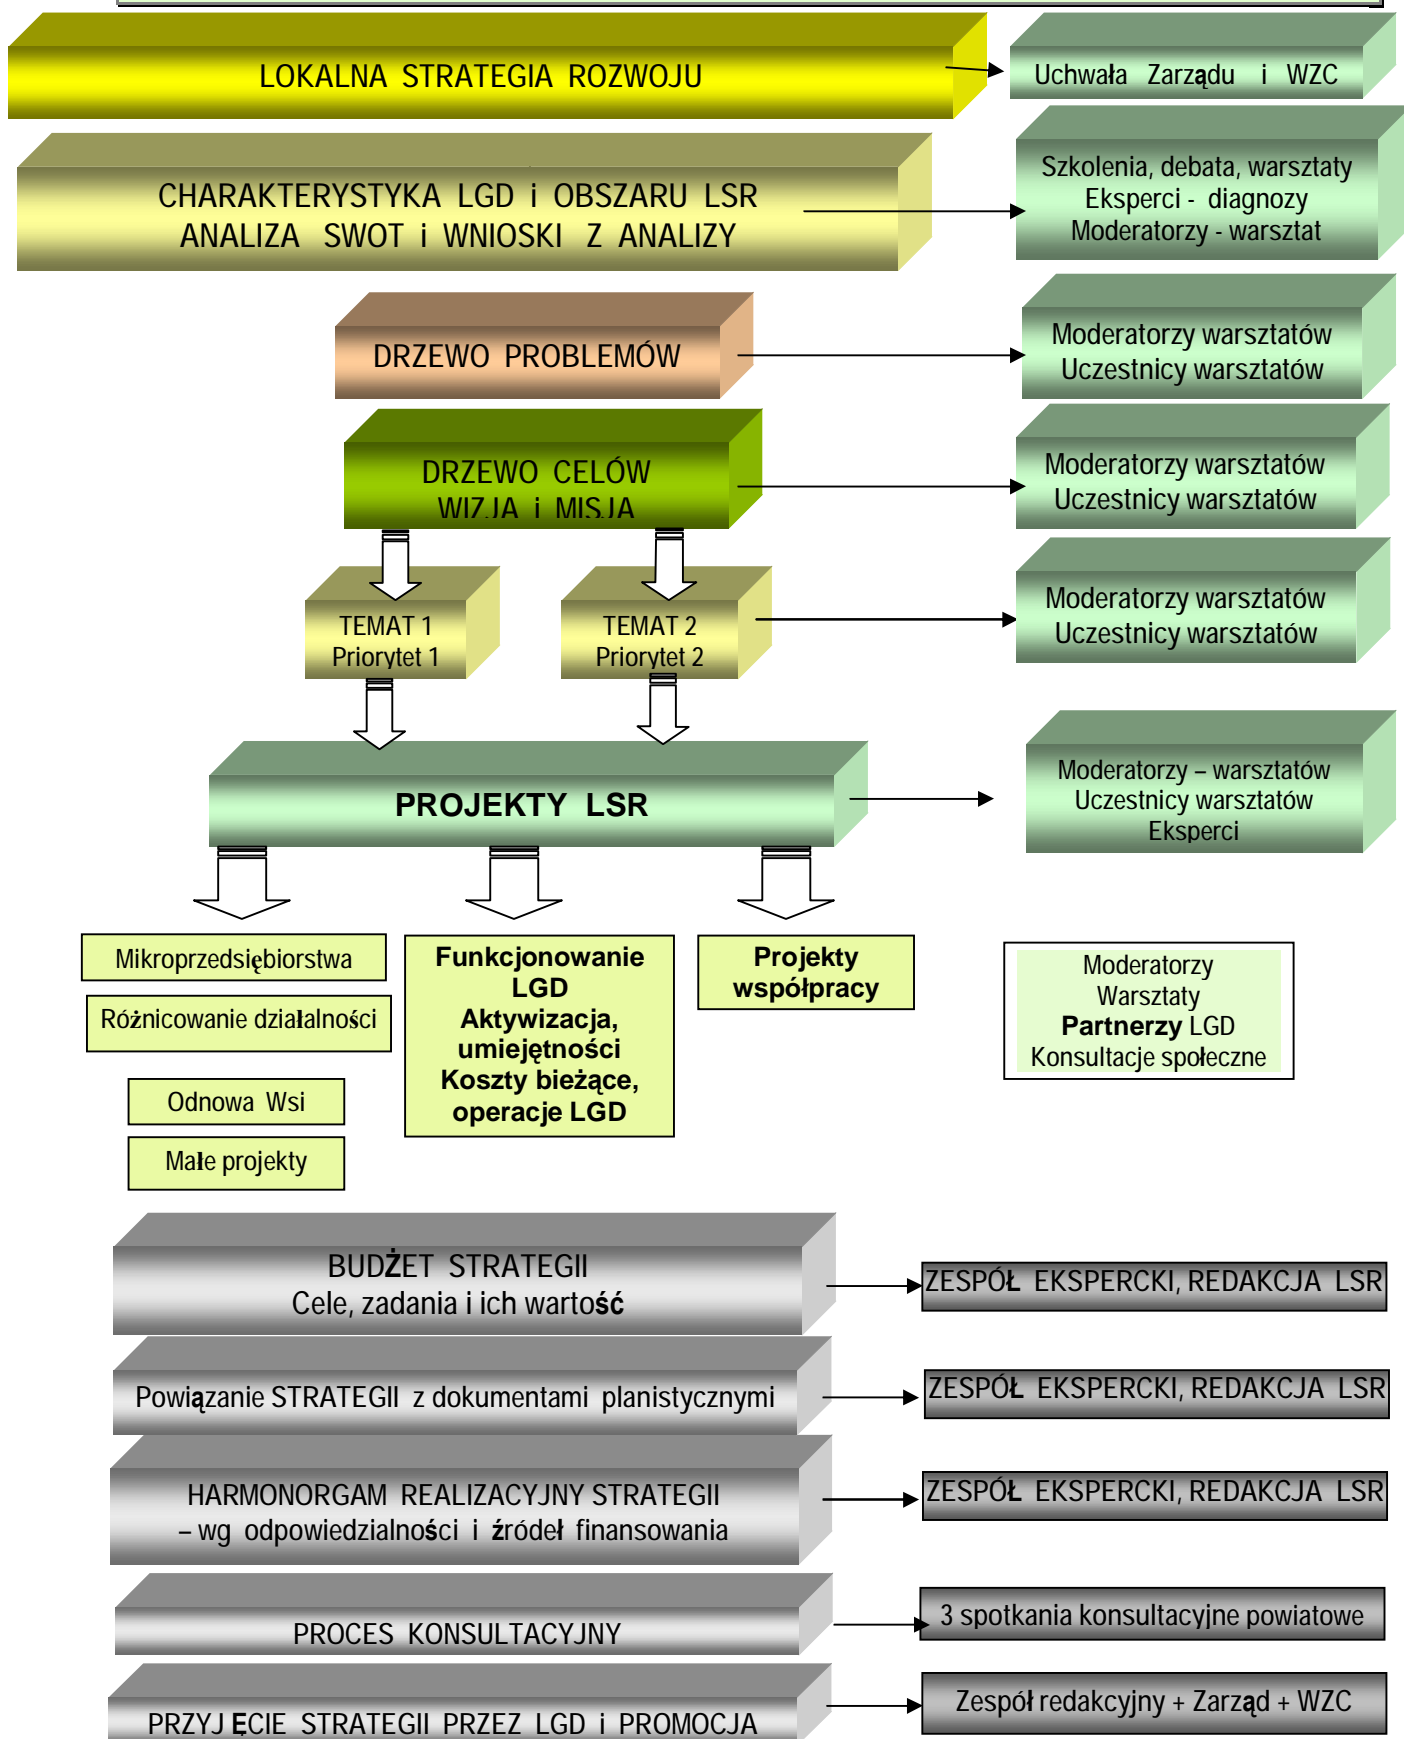 LOKALNA STRATEGIA ROZWOJU
Uchwała Zarządu i WZC
CHARAKTERYSTYKA LGD i OBSZARU LSR
ANALIZA SWOT i WNIOSKI Z ANALIZY
Szkolenia, debata, warsztaty
Eksperci - diagnozy
Moderatorzy - warsztat
DRZEWO PROBLEMÓW
Moderatorzy warsztatów
Uczestnicy warsztatów
DRZEWO CELÓW
WIZJA i MISJA
Moderatorzy warsztatów
Uczestnicy warsztatów
TEMAT 1
Priorytet 1
TEMAT 2
Priorytet 2
Moderatorzy warsztatów
Uczestnicy warsztatów
PROJEKTY LSR
Moderatorzy – warsztatów
Uczestnicy warsztatów
Eksperci
Mikroprzedsiębiorstwa
Różnicowanie działalności
Odnowa Wsi
Małe projekty
Funkcjonowanie
LGD
Aktywizacja,
umiejętności
Koszty bieżące,
operacje LGD
Projekty
współpracy
Moderatorzy
Warsztaty
Partnerzy LGD
Konsultacje społeczne
BUDŻET STRATEGII
Cele, zadania i ich wartość
ZESPÓŁ EKSPERCKI, REDAKCJA LSR
Powiązanie STRATEGII z dokumentami planistycznymi
ZESPÓŁ EKSPERCKI, REDAKCJA LSR
HARMONORGAM REALIZACYJNY STRATEGII
– wg odpowiedzialności i źródeł finansowania
ZESPÓŁ EKSPERCKI, REDAKCJA LSR
PROCES KONSULTACYJNY
3 spotkania konsultacyjne powiatowe
PRZYJĘCIE STRATEGII PRZEZ LGD i PROMOCJA
Zespół redakcyjny + Zarząd + WZC